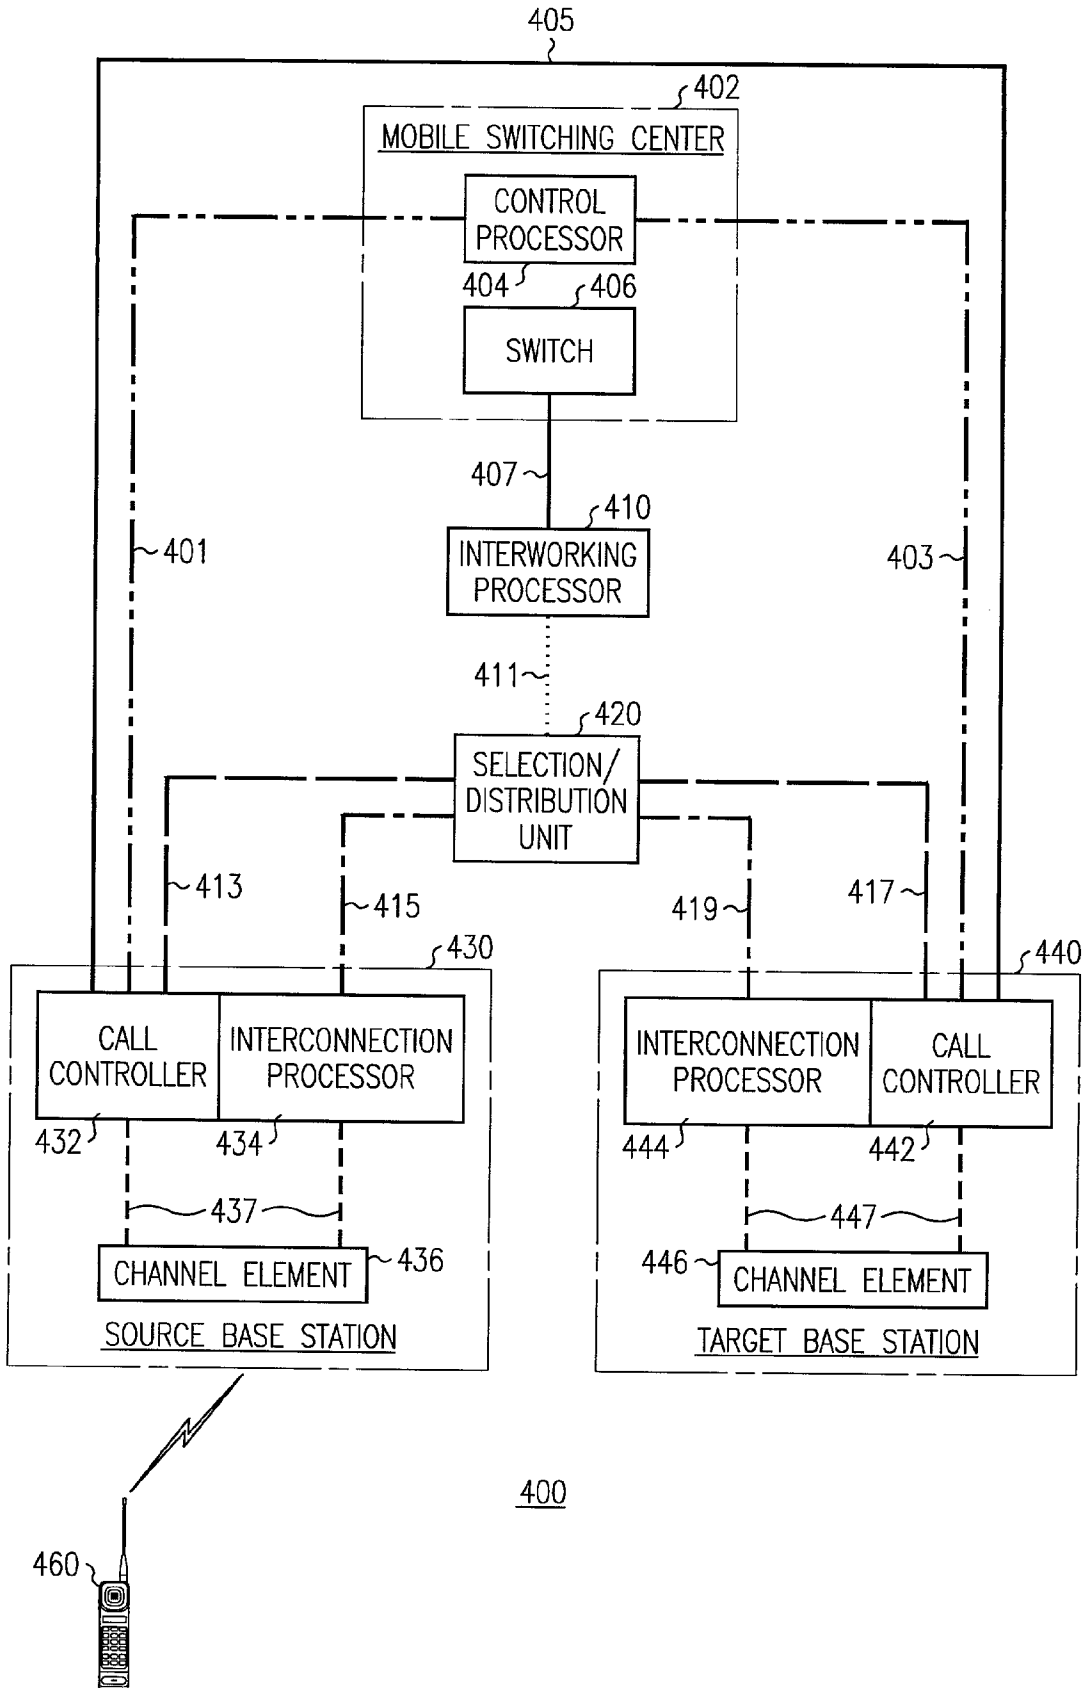 405
402
MOBILE SWITCHING CENTER
CONTROL
PROCESSOR
404
406
SWITCH
407
410
401
INTERWORKING
PROCESSOR
403
411
420
SELECTION/
DISTRIBUTION
UNIT
413
415
419
417
430
440
CALL
CONTROLLER
INTERCONNECTION
PROCESSOR
INTERCONNECTION
PROCESSOR
CALL
CONTROLLER
432
434
444
442
437
447
436
CHANNEL ELEMENT
446
CHANNEL ELEMENT
SOURCE BASE STATION
TARGET BASE STATION
400
460